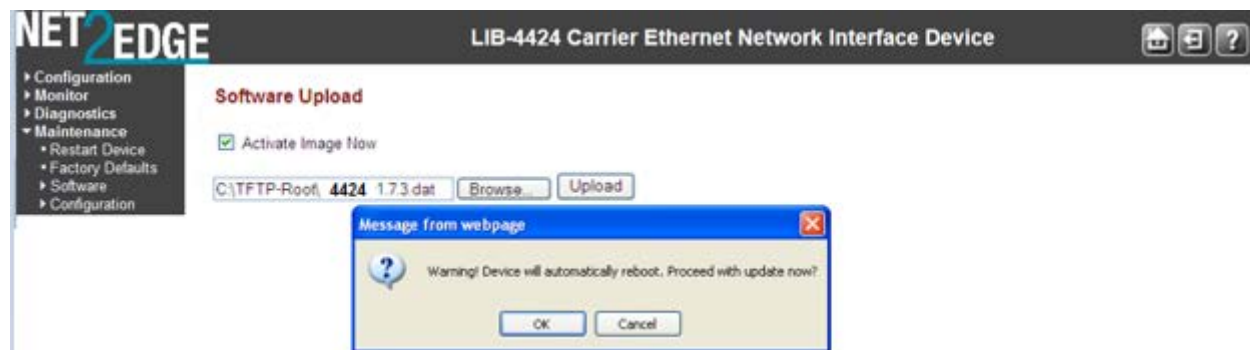 NET2EDGE
LIB-4424 Carrier Ethernet Network Interface Device
?
Configuration
Monitor
Diagnostics
Maintenance
Restart Device
Factory Defaults
Software
Configuration
Software Upload
Activate Image Now
C:\TFTP-Root\ 4424 1.7.3.dat Browse... Upload
Message from webpage
? Warning! Device will automatically reboot. Proceed with update now?
OK Cancel